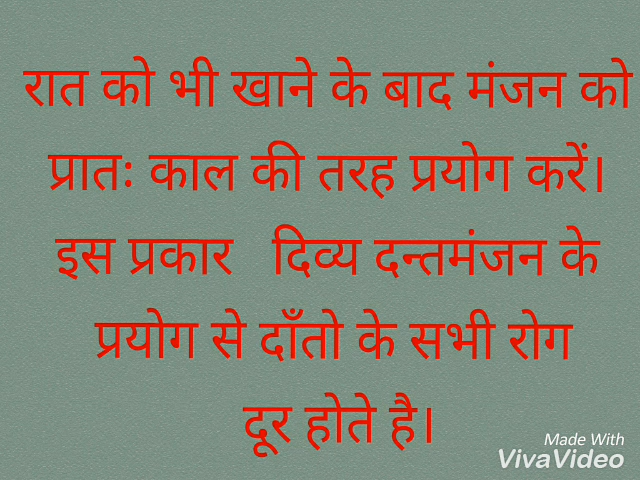 रात को भी खाने के बाद मंजन को
प्रातः काल की तरह प्रयोग करें।
इस प्रकार दिव्य दन्तमंजन के
प्रयोग से दाँतो के सभी रोग
दूर होते है।
Made With
VivaVideo